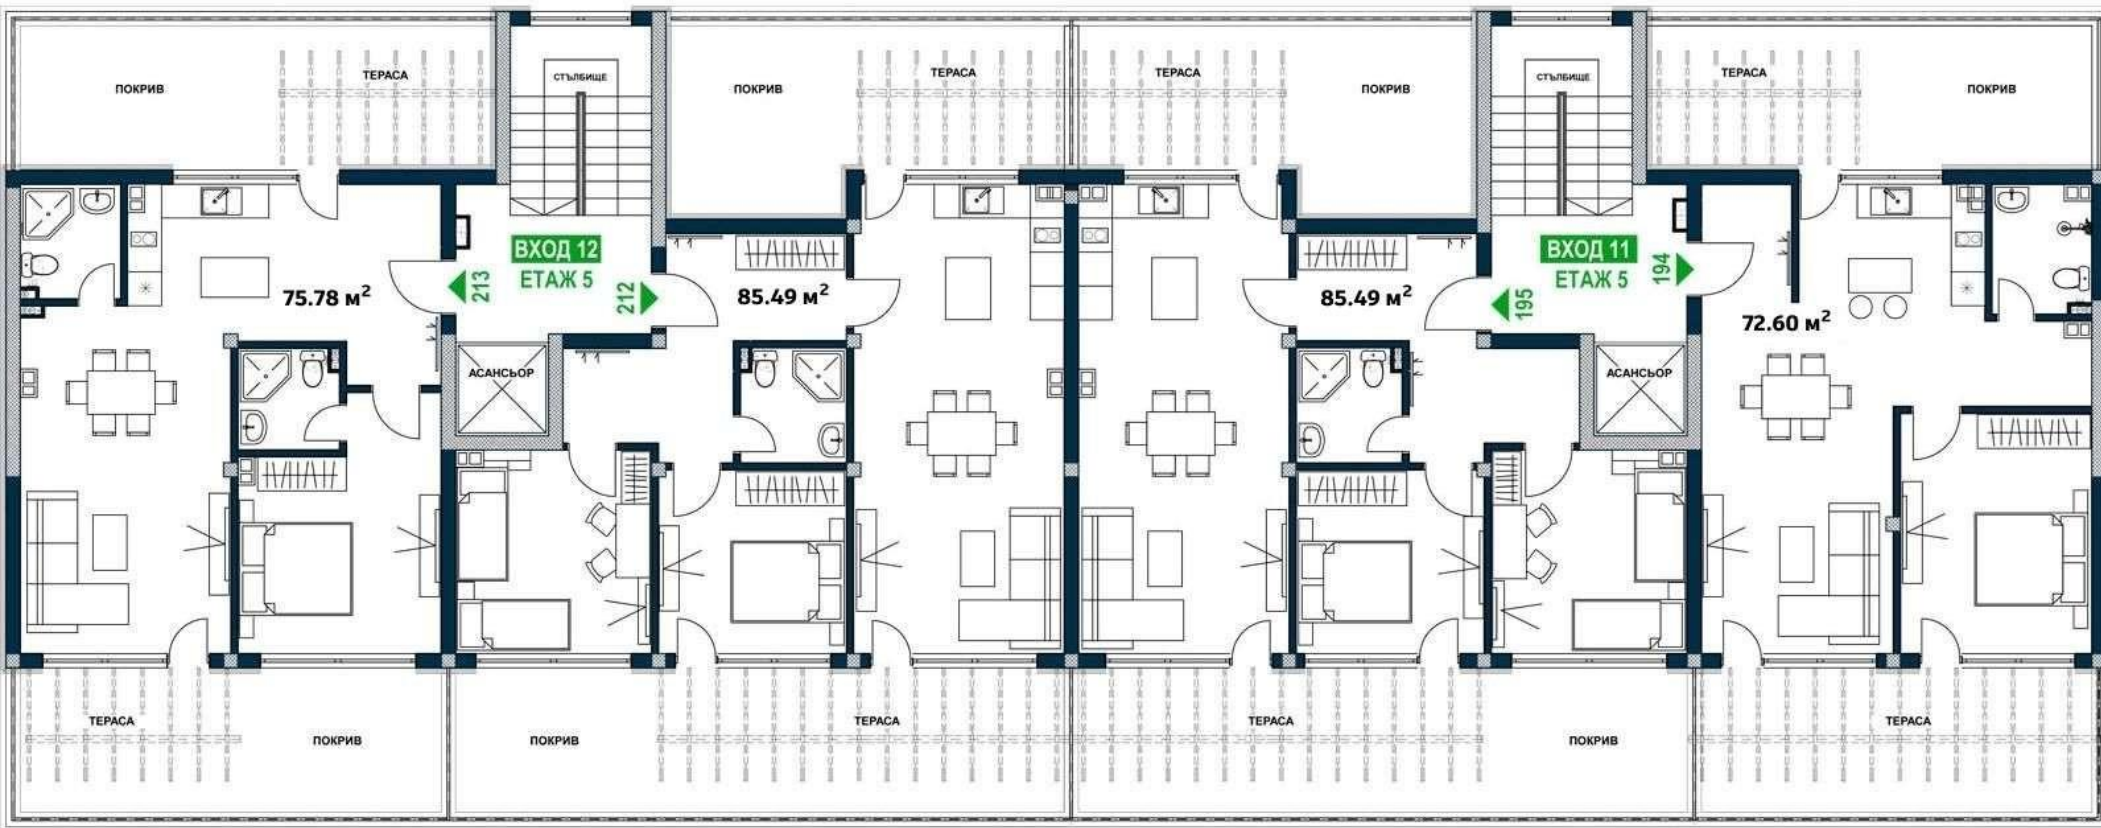 ПОКРИВ
ТЕРАСА
СТЪЛБИЩЕ
ПОКРИВ
ТЕРАСА
ТЕРАСА
ПОКРИВ
СТЪЛБИЩЕ
ТЕРАСА
ПОКРИВ
75.78 м²
213
ВХОД 12
ЕТАЖ 5
212
85.49 м²
85.49 м²
195
ВХОД 11
ЕТАЖ 5
194
72.60 м²
АСАНСЬОР
АСАНСЬОР
ТЕРАСА
ПОКРИВ
ПОКРИВ
ТЕРАСА
ТЕРАСА
ПОКРИВ
ТЕРАСА